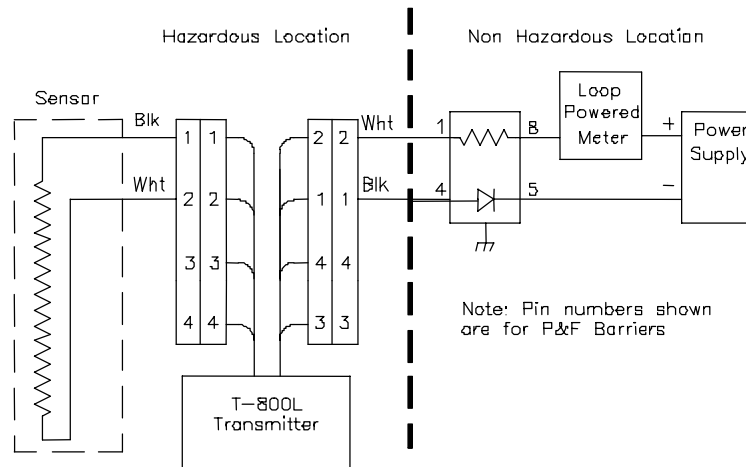 Hazardous Location
Non Hazardous Location
Sensor
Blk
Wht
1 1
2 2
3 3
4 4
2 2
1 1
4 4
3 3
Wht
Blk
1
8
4
5
Loop
Powered
Meter
+
-
Power
Supply
Note: Pin numbers shown
are for P&F Barriers
T-800L
Transmitter